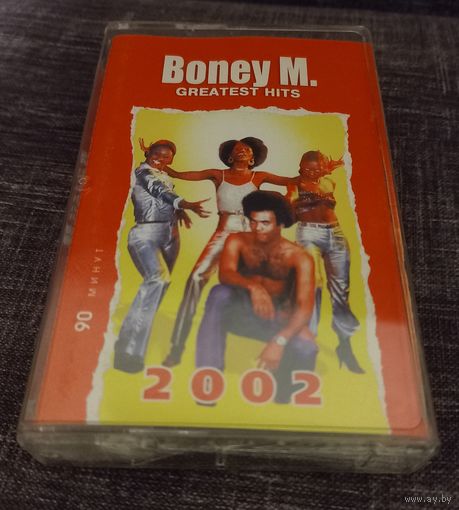 Boney M.
GREATEST HITS
90 минут
2002
www.ay.by